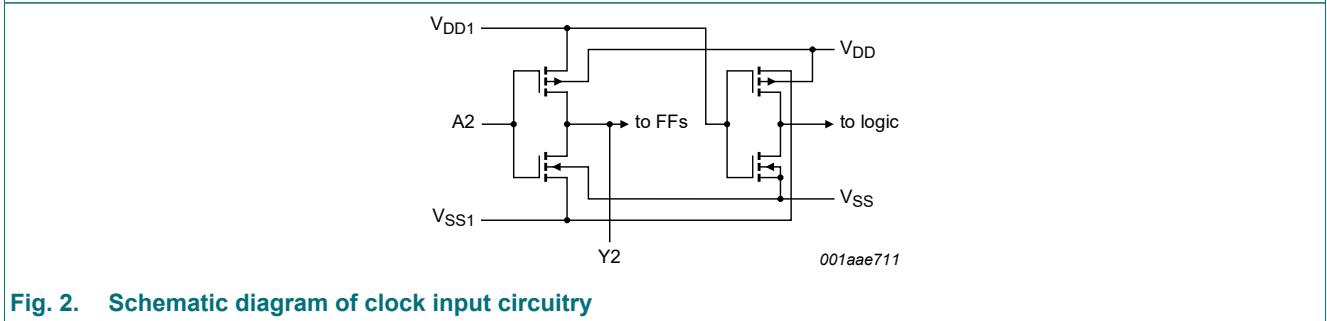 VDD1
VDD
A2
to FFs
to logic
VSS
VSS1
Y2
001aae711
Fig. 2. Schematic diagram of clock input circuitry